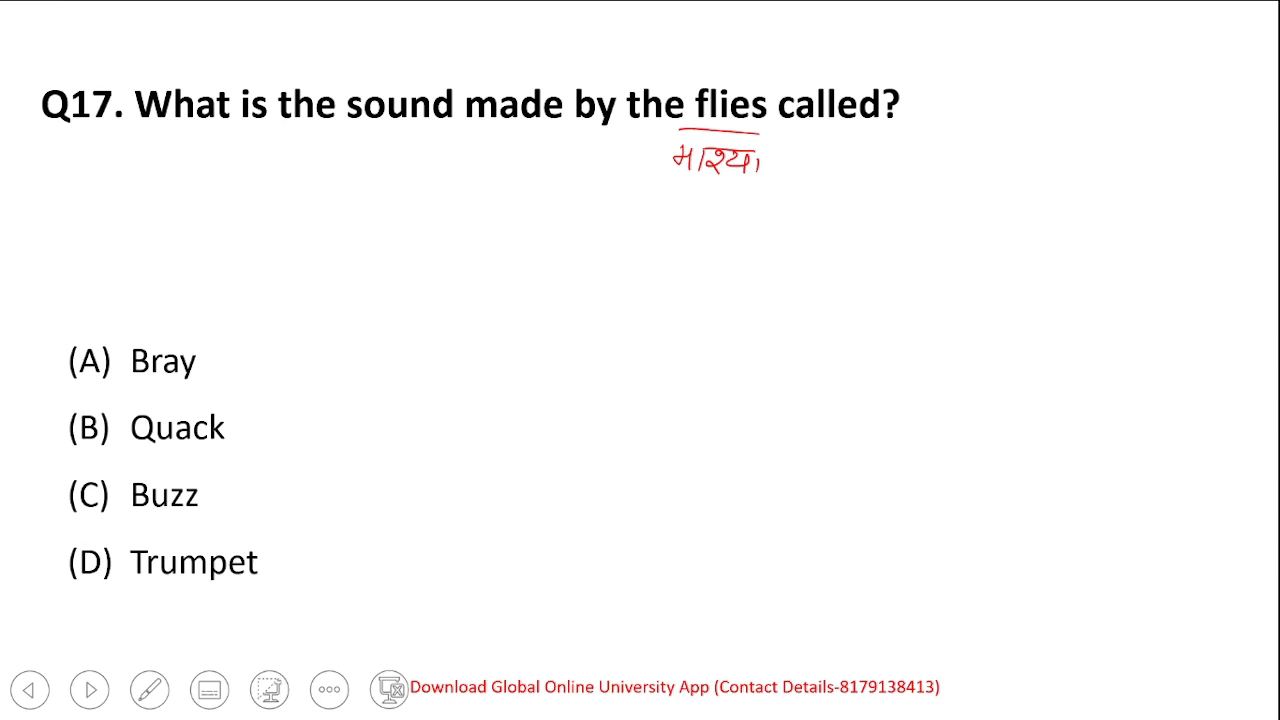 Q17. What is the sound made by the flies called?
(A) Bray
(B) Quack
(C) Buzz
(D) Trumpet
Download Global Online University App (Contact Details-8179138413)